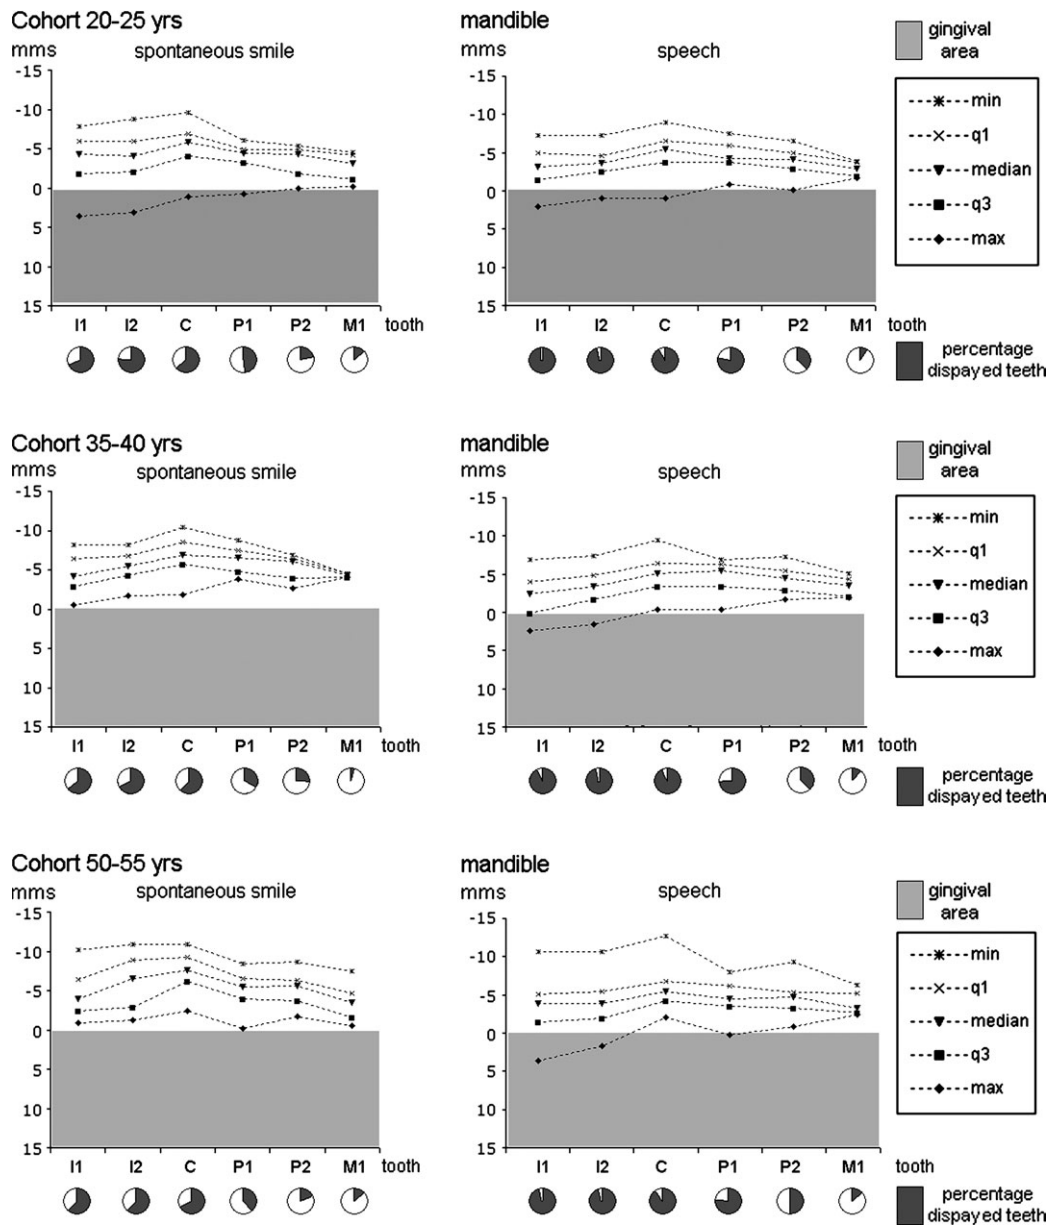 Cohort 20-25 yrs
mandible
mms
spontaneous smile
mms
speech
gingival
area
-15
-10
-5
0
5
10
15
-15
-10
-5
0
5
10
15
min
q1
median
q3
max
I1 I2 C P1 P2 M1 tooth
I1 I2 C P1 P2 M1 tooth
percentage
dispayed teeth
Cohort 35-40 yrs
mandible
mms
spontaneous smile
mms
speech
gingival
area
-15
-10
-5
0
5
10
15
-15
-10
-5
0
5
10
15
min
q1
median
q3
max
I1 I2 C P1 P2 M1 tooth
I1 I2 C P1 P2 M1 tooth
percentage
dispayed teeth
Cohort 50-55 yrs
mandible
mms
spontaneous smile
mms
speech
gingival
area
-15
-10
-5
0
5
10
15
-15
-10
-5
0
5
10
15
min
q1
median
q3
max
I1 I2 C P1 P2 M1 tooth
I1 I2 C P1 P2 M1 tooth
percentage
dispayed teeth